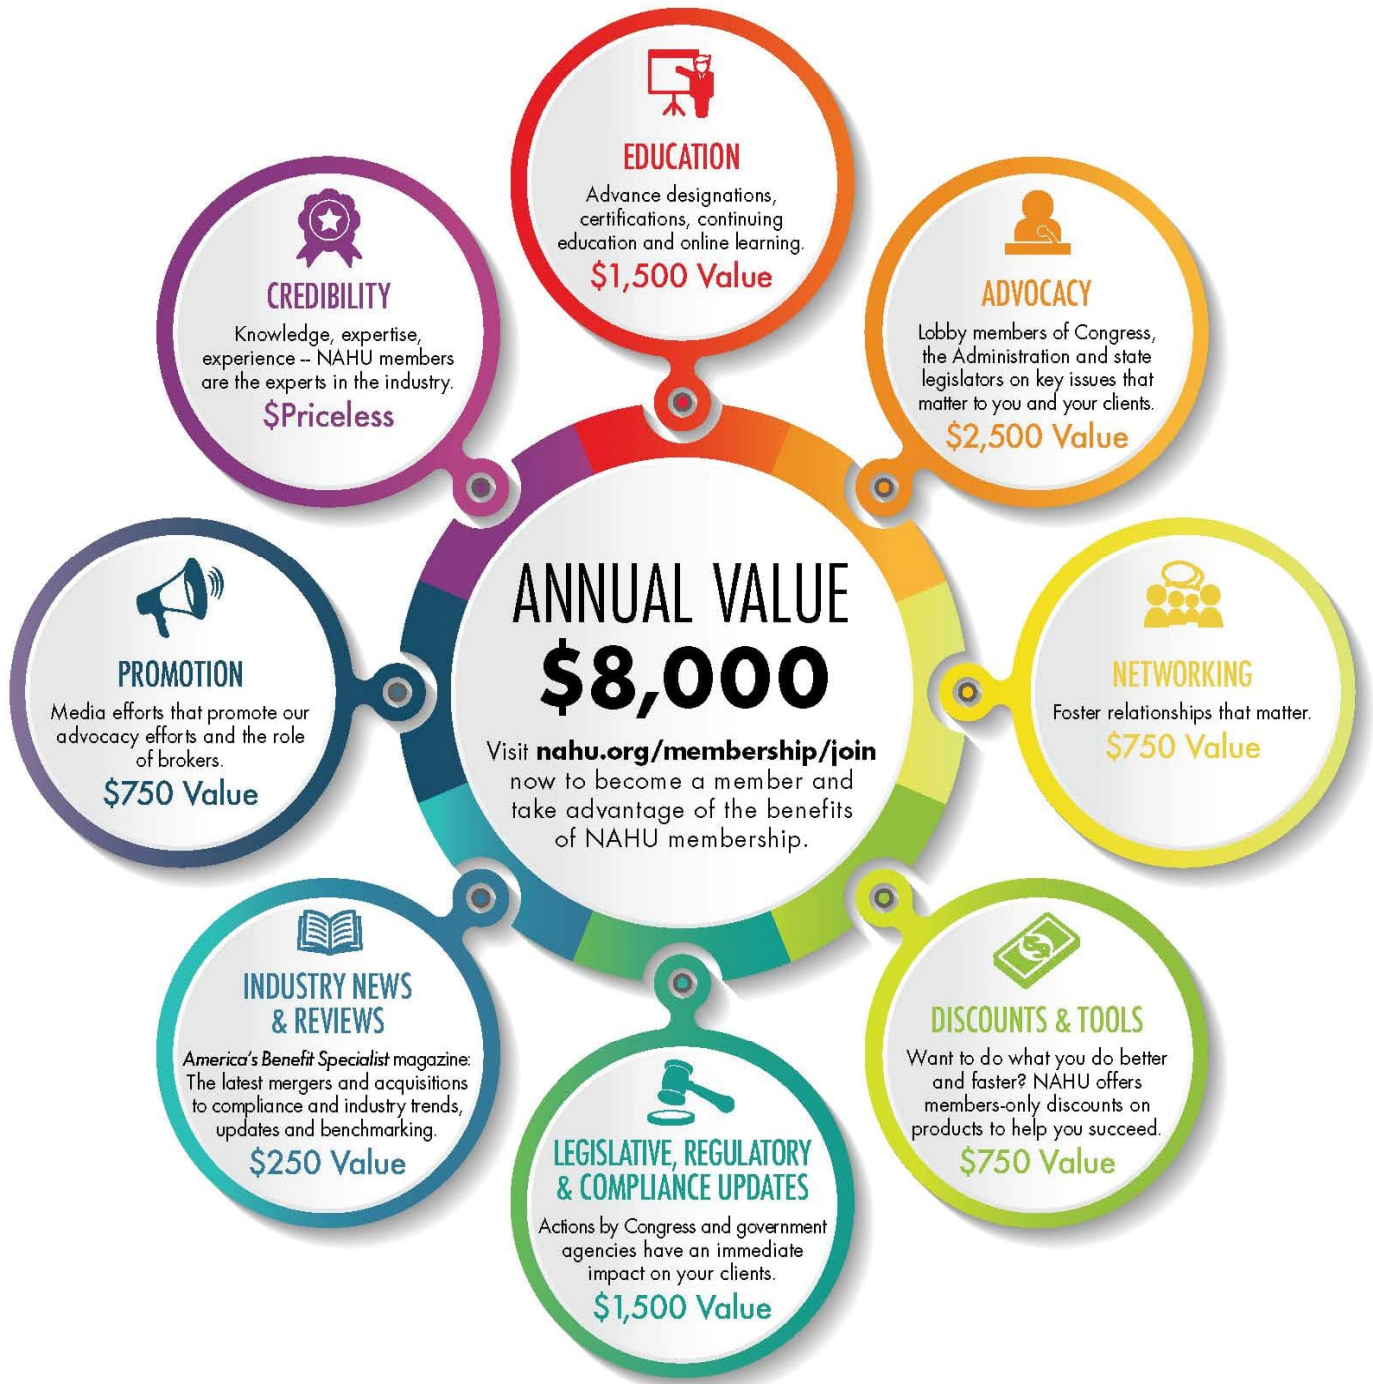 EDUCATION
Advance designations,
certifications, continuing
education and online learning.
$1,500 Value
ADVOCACY
Lobby members of Congress,
the Administration and state
legislators on key issues that
matter to you and your clients.
$2,500 Value
NETWORKING
Foster relationships that matter.
$750 Value
DISCOUNTS & TOOLS
Want to do what you do better
and faster? NAHU offers
members-only discounts on
products to help you succeed.
$750 Value
LEGISLATIVE, REGULATORY
& COMPLIANCE UPDATES
Actions by Congress and government
agencies have an immediate
impact on your clients.
$1,500 Value
INDUSTRY NEWS
& REVIEWS
America's Benefit Specialist magazine:
The latest mergers and acquisitions
to compliance and industry trends,
updates and benchmarking.
$250 Value
PROMOTION
Media efforts that promote our
advocacy efforts and the role
of brokers.
$750 Value
CREDIBILITY
Knowledge, expertise,
experience -- NAHU members
are the experts in the industry.
$Priceless
ANNUAL VALUE
$8,000
Visit nahu.org/membership/join
now to become a member and
take advantage of the benefits
of NAHU membership.